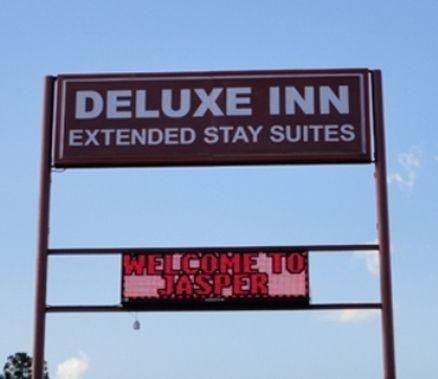 DELUXE INN
EXTENDED STAY SUITES
WELCOME TO
JASPER